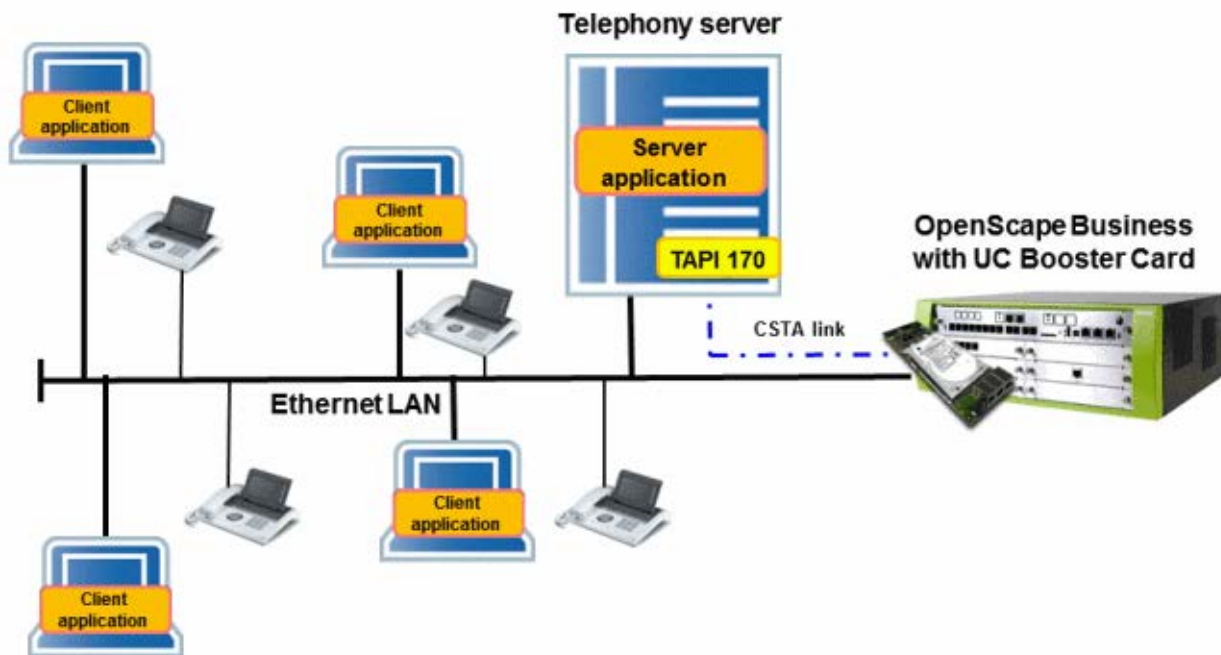 Telephony server
Client
application
Client
application
Server
application
TAPI 170
OpenScape Business
with UC Booster Card
CSTA link
Ethernet LAN
Client
application
Client
application